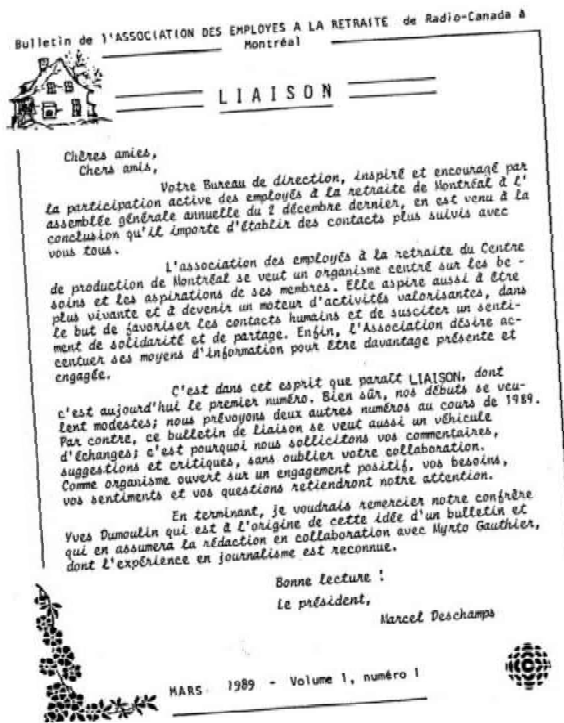 Bulletin de l'ASSOCIATION DES EMPLOYES A LA RETRAITE de Radio-Canada à
Montréal
LIAISON
Chères amies,
Chers amis,
Votre Bureau de direction, inspiré et encouragé par
la participation active des employés à la retraite de Montréal à l'
assemblée générale annuelle du 2 décembre dernier, en est venu à la
conclusion qu'il importe d'établir des contacts plus suivis avec
vous tous.
L'association des employés à la retraite du Centre
de production de Montréal se veut un organisme centré sur les be -
soins et les aspirations de ses membres. Elle aspire aussi à être
plus vivante et à devenir un moteur d'activités valorisantes, dans
le but de favoriser les contacts humains et de susciter un senti-
ment de solidarité et de partage. Enfin, l'Association désire ac-
centuer ses moyens d'information pour être davantage présente et
engagée.
C'est dans cet esprit que paraît LIAISON, dont
c'est aujourd'hui le premier numéro. Bien sûr, nos débuts se veu-
lent modestes; nous prévoyons deux autres numéros au cours de 1989.
Par contre, ce bulletin de liaison se veut aussi un véhicule
d'échanges; c'est pourquoi nous sollicitons vos commentaires,
suggestions et critiques, sans oublier votre collaboration.
Comme organisme ouvert sur un engagement positif, vos besoins,
vos sentiments et vos questions retiendront notre attention.
En terminant, je voudrais remercier notre confrère
Yves Dumoulin qui est à l'origine de cette idée d'un bulletin et
qui en assumera la rédaction en collaboration avec Myrto Gauthier,
dont l'expérience en journalisme est reconnue.
Bonne lecture !
Le président,
Marcel Deschamps
MARS 1989 - Volume 1, numéro 1